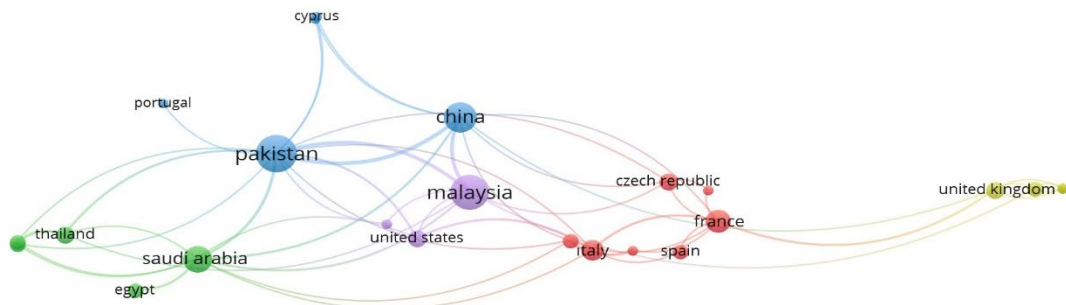 cyprus
portugal
china
pakistan
czech republic
malaysia
united kingdom
france
thailand
united states
italy
spain
saudi arabia
egypt